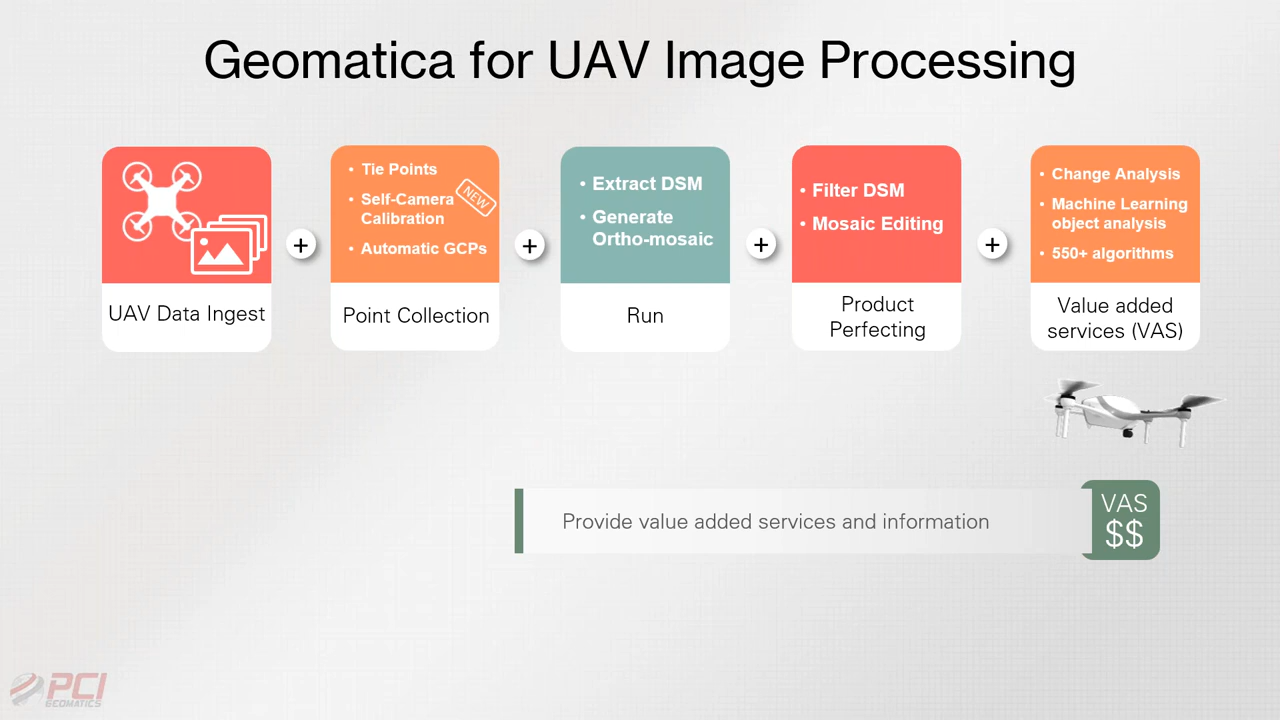 Geomatica for UAV Image Processing
UAV Data Ingest
+
• Tie Points
• Self-Camera
Calibration
NEW
• Automatic GCPs
Point Collection
+
• Extract DSM
• Generate
Ortho-mosaic
Run
+
• Filter DSM
• Mosaic Editing
Product
Perfecting
+
• Change Analysis
• Machine Learning
object analysis
• 550+ algorithms
Value added
services (VAS)
Provide value added services and information
VAS
$$
PCI
GEOMATICS